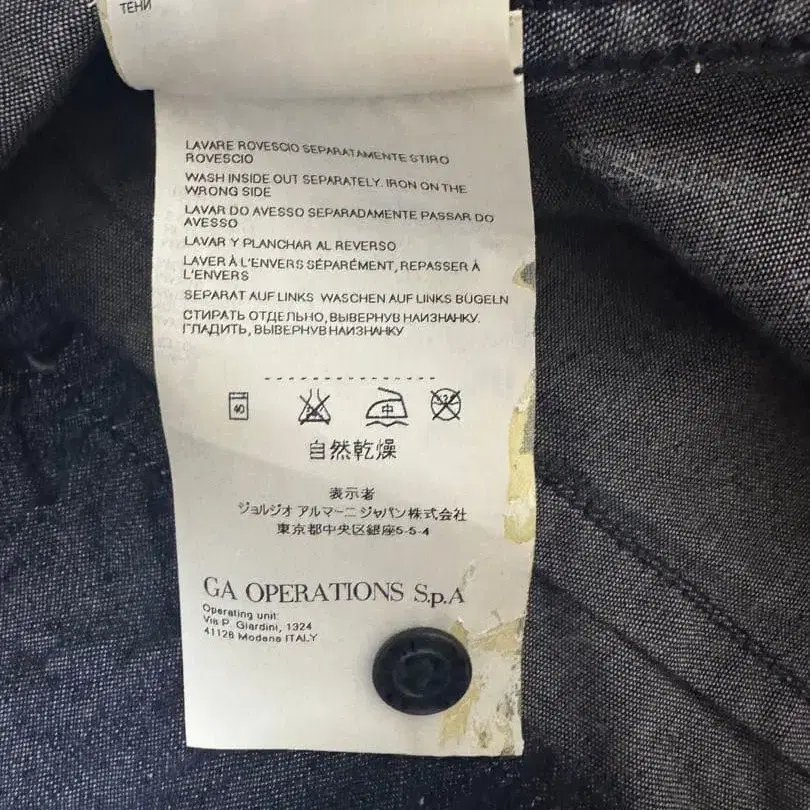 ТЕНИ
LAVARE ROVESCIO SEPARATAMENTE STIRO
ROVESCIO
WASH INSIDE OUT SEPARATELY. IRON ON THE
WRONG SIDE
LAVAR DO AVESSO SEPARADAMENTE PASSAR DO
AVESSO
LAVAR Y PLANCHAR AL REVERSO
LAVER À L'ENVERS SÉPARÉMENT, REPASSER À
L'ENVERS
SEPARAT AUF LINKS WASCHEN AUF LINKS BÜGELN
СТИРАТЬ ОТДЕЛЬНО, ВЫВЕРНУВ НАИЗНАНКУ.
ГЛАДИТЬ, ВЫВЕРНУВ НАИЗНАНКУ
40 中
自然乾燥
表示者
ジョルジオ アルマーニ ジャパン株式会社
東京都中央区銀座5-5-4
GA OPERATIONS S.p.A
Operating unit:
Via P. Giardini, 1324
41126 Modena ITALY